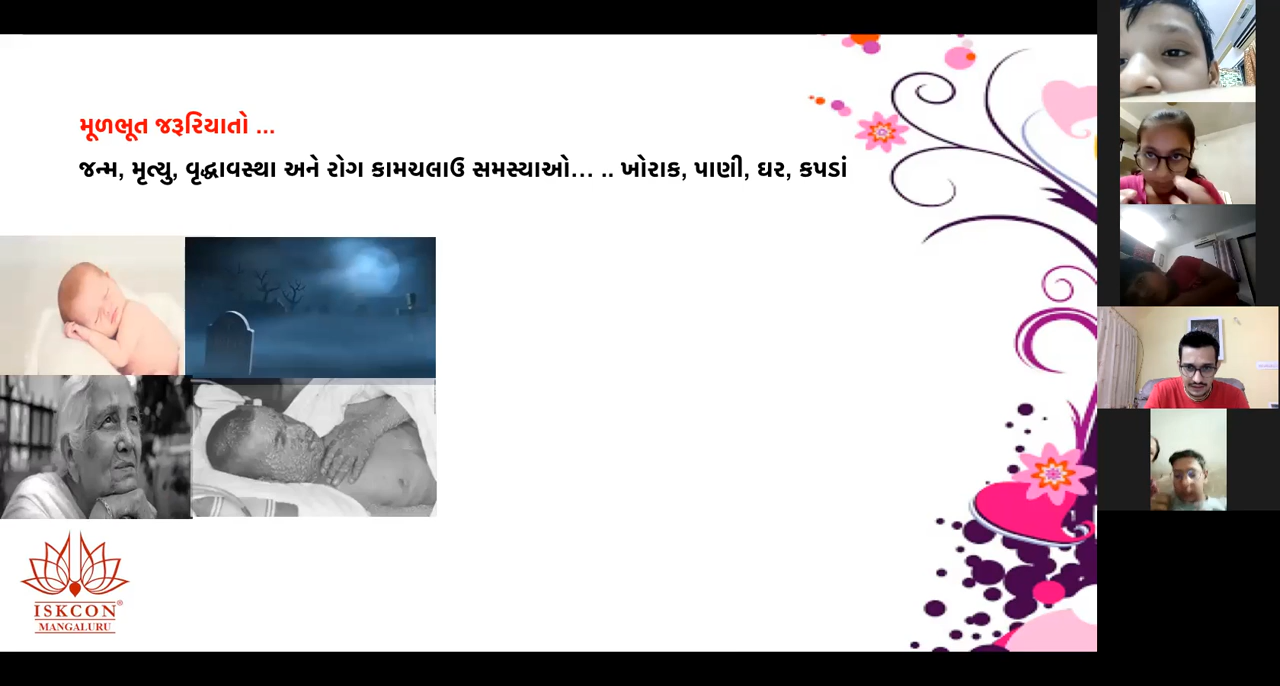 મૂળભૂત જરૂરિયાતો ...
જન્મ, મૃત્યુ, વૃદ્ધાવસ્થા અને રોગ કામચલાઉ સમસ્યાઓ... .. ખોરાક, પાણી, ઘર, કપડાં
ISKCON®
MANGALURU